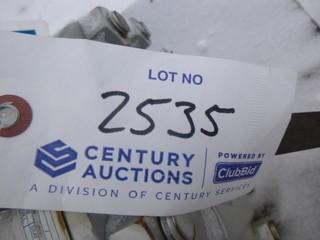 LOT NO
2535
CENTURY AUCTIONS
POWERED BY
ClubBid
A DIVISION OF CENTURY SERVICES